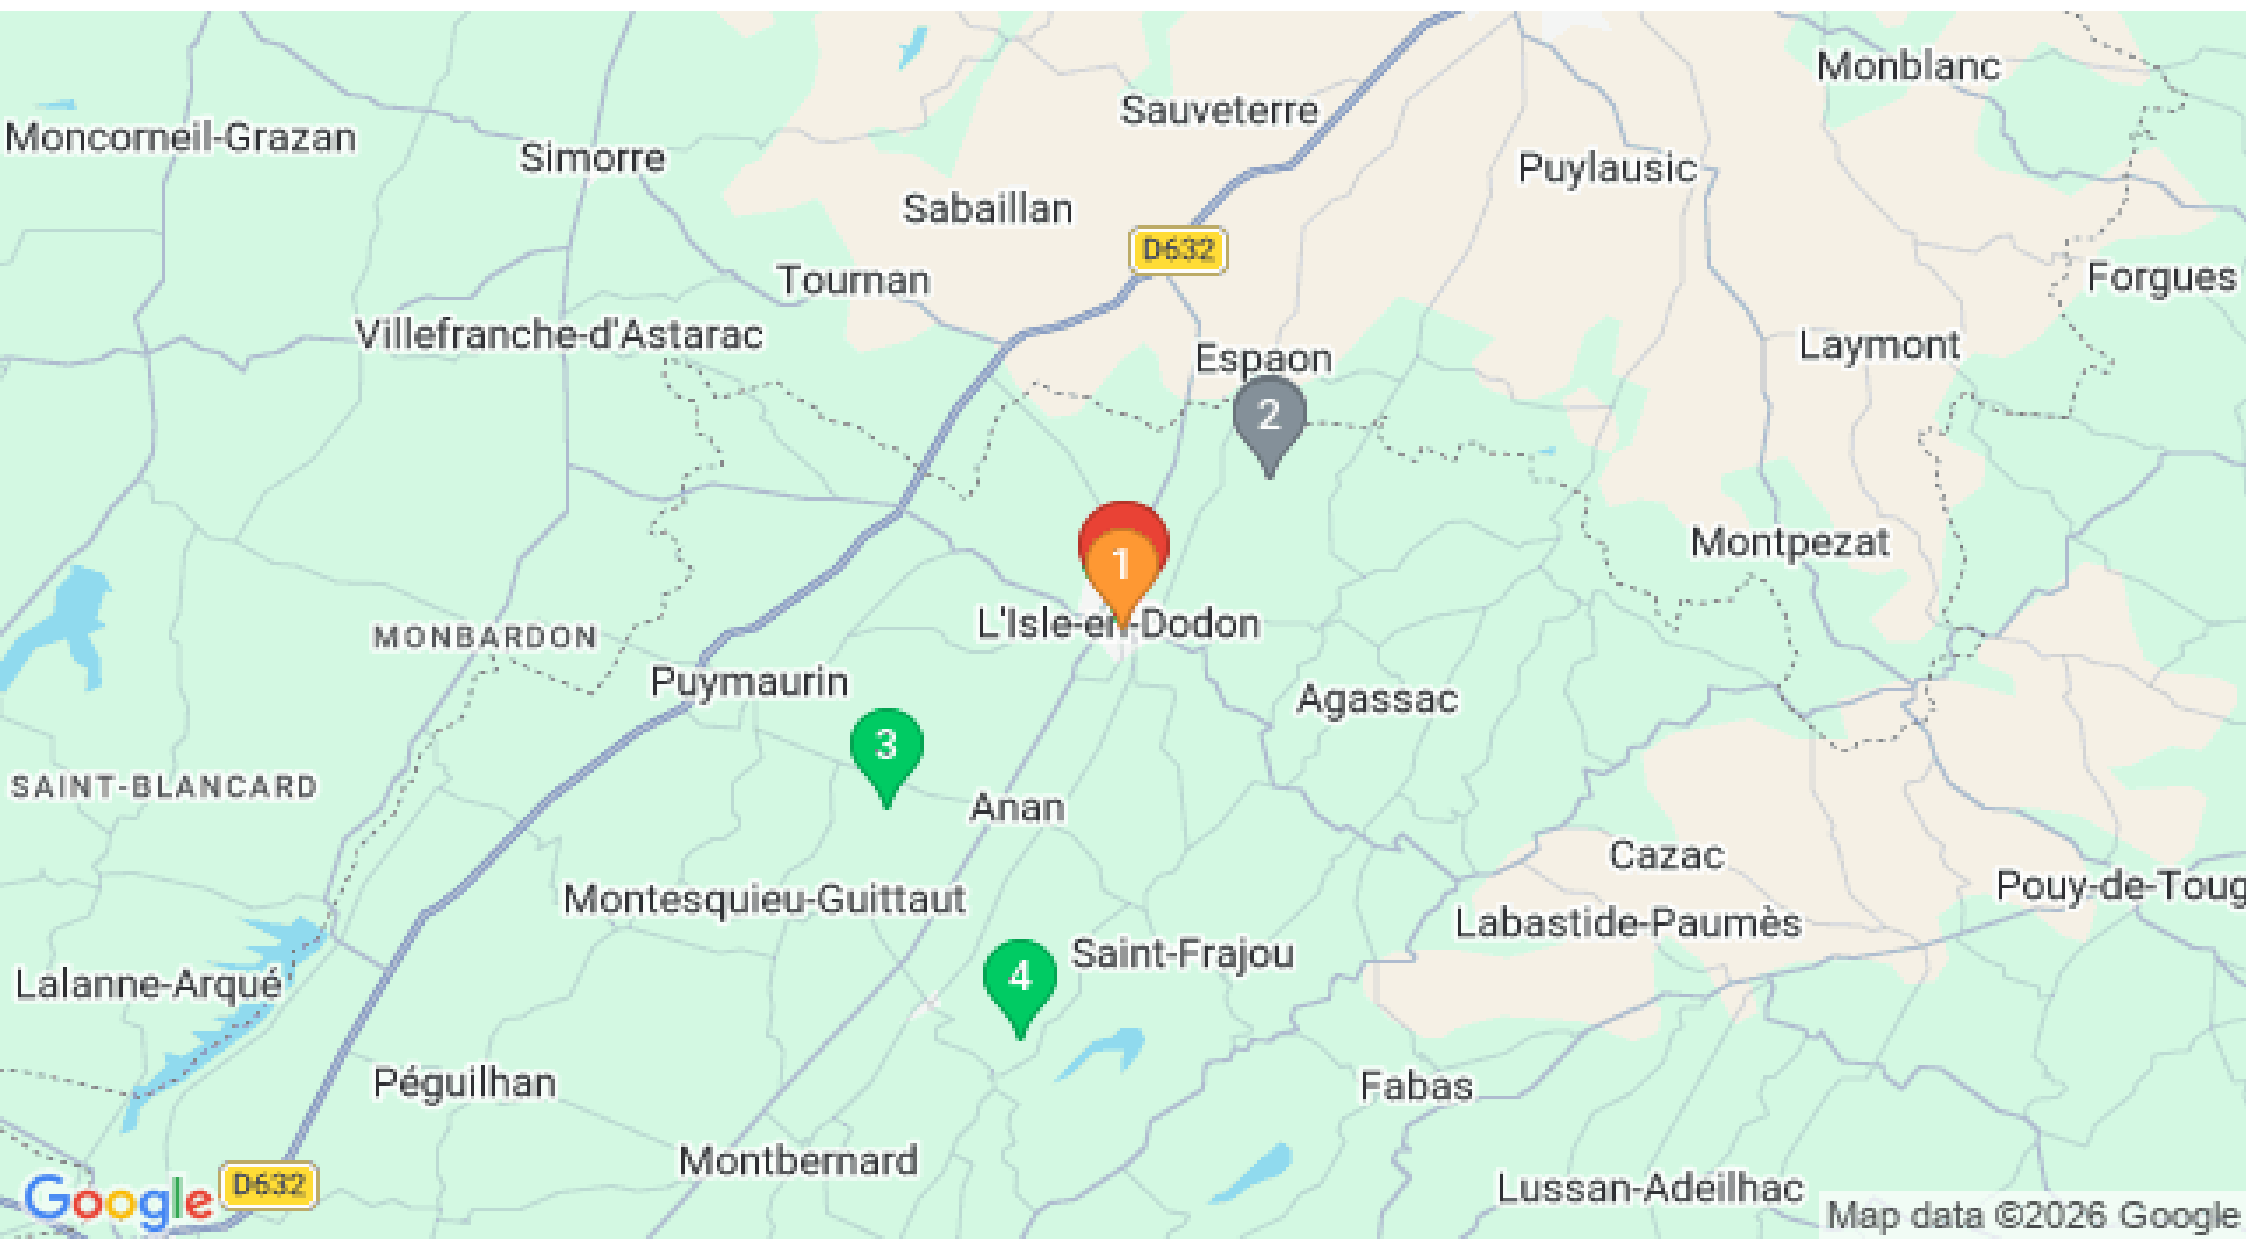 Monblanc
Sauveterre
Moncorneil-Grazan
Simorre
Puylausic
Sabaillan
D632
Tournan
Forgues
Villefranche-d'Astarac
Laymont
Espaon
2
Montpezat
1
L'Isle-en-Dodon
MONBARDON
Puymaurin
Agassac
3
SAINT-BLANCARD
Anan
Cazac
Pouy-de-Toug
Montesquieu-Guittaut
Labastide-Paumès
Saint-Frajou
4
Lalanne-Arqué
Péguilhan
Fabas
Montbernard
D632
Lussan-Adeilhac
Google
Map data ©2026 Google